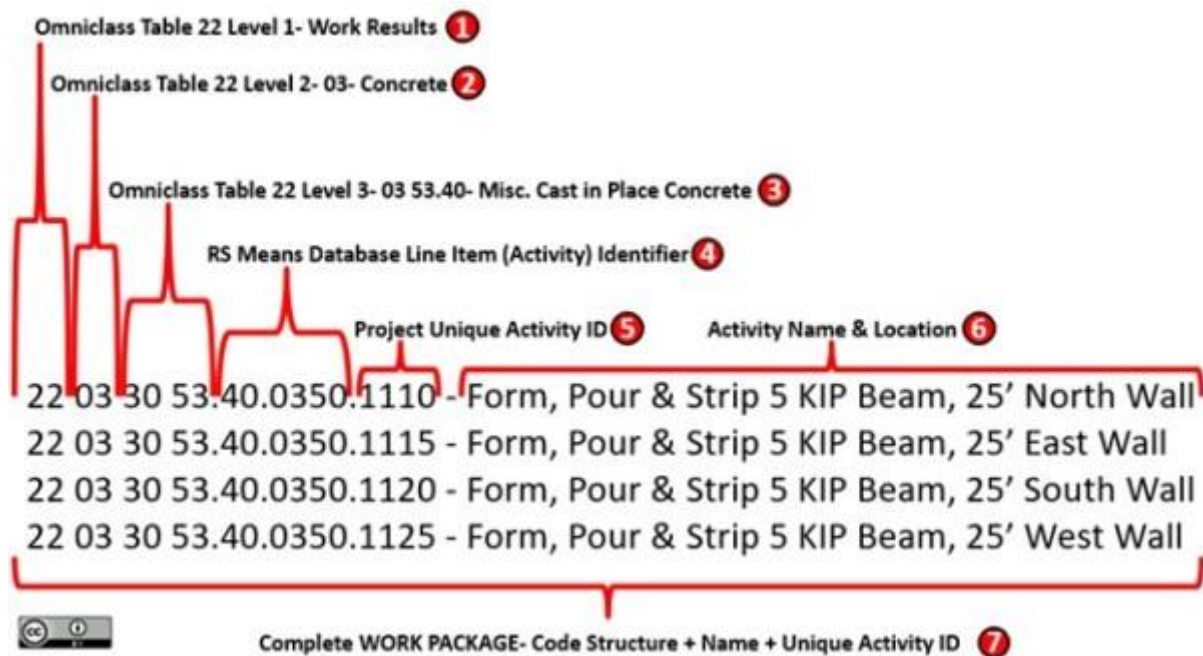 Omniclass Table 22 Level 1- Work Results 1
Omniclass Table 22 Level 2- 03- Concrete 2
Omniclass Table 22 Level 3- 03 53.40- Misc. Cast in Place Concrete 3
RS Means Database Line Item (Activity) Identifier 4
Project Unique Activity ID 5
Activity Name & Location 6
22 03 30 53.40.0350.1110 - Form, Pour & Strip 5 KIP Beam, 25’ North Wall
22 03 30 53.40.0350.1115 - Form, Pour & Strip 5 KIP Beam, 25’ East Wall
22 03 30 53.40.0350.1120 - Form, Pour & Strip 5 KIP Beam, 25’ South Wall
22 03 30 53.40.0350.1125 - Form, Pour & Strip 5 KIP Beam, 25’ West Wall
cc
Complete WORK PACKAGE- Code Structure + Name + Unique Activity ID 7